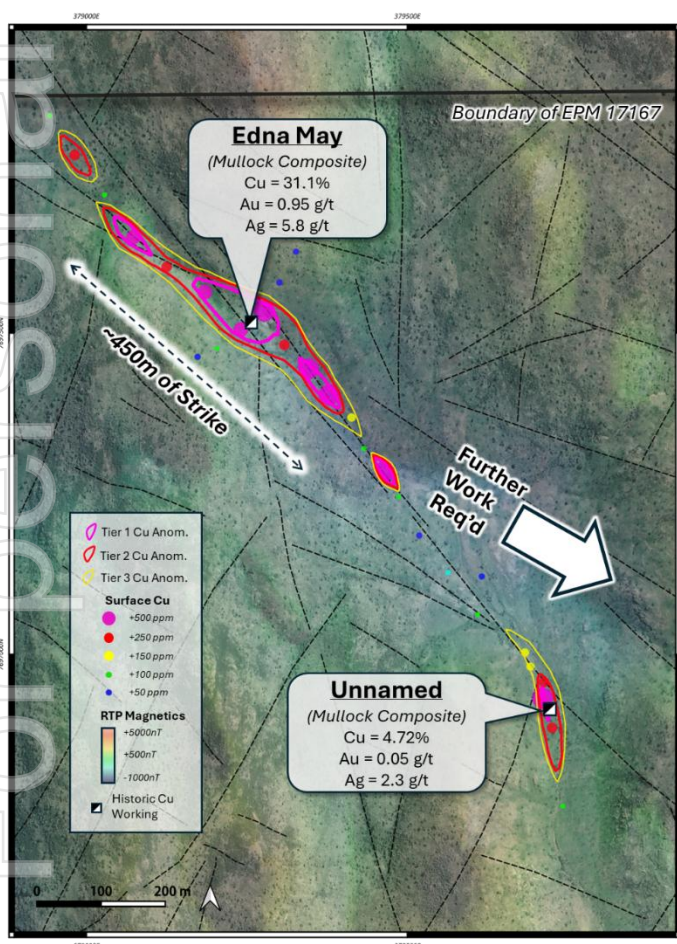 379000E
379500E
Boundary of EPM 17167
Edna May
(Mullock Composite)
Cu = 31.1%
Au = 0.95 g/t
Ag = 5.8 g/t
~450m of Strike
Further
Work
Req'd
Tier 1 Cu Anom.
Tier 2 Cu Anom.
Tier 3 Cu Anom.
Surface Cu
+500 ppm
+250 ppm
+150 ppm
+100 ppm
+50 ppm
RTP Magnetics
+5000nT
+500nT
-1000nT
Historic Cu
Working
Unnamed
(Mullock Composite)
Cu = 4.72%
Au = 0.05 g/t
Ag = 2.3 g/t
0 100 200 m
For personal